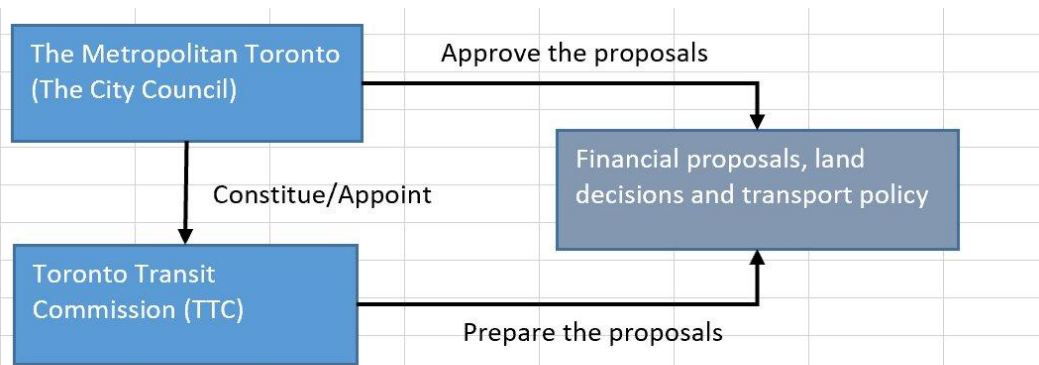 The Metropolitan Toronto
(The City Council)
Approve the proposals
Financial proposals, land
decisions and transport policy
Constitue/Appoint
Toronto Transit
Commission (TTC)
Prepare the proposals